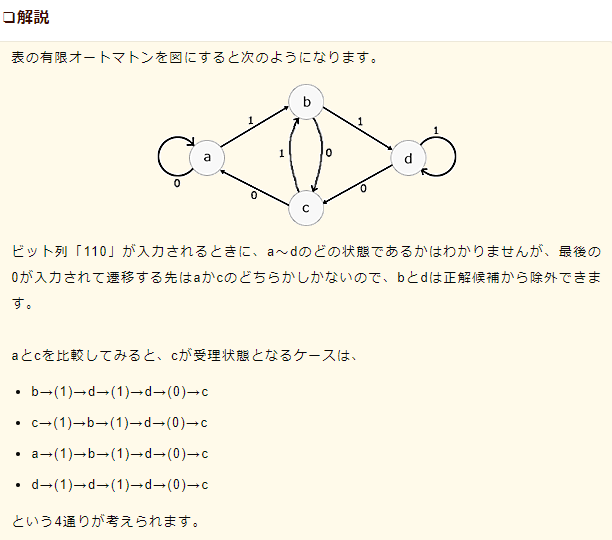 ❏解説
表の有限オートマトンを図にすると次のようになります。
b
1
1
1
a
1
0
d
0
0
0
c
ビット列「110」が入力されるときに、a～dのどの状態であるかはわかりませんが、最後の
0が入力されて遷移する先はaかcのどちらかしかないので、bとdは正解候補から除外できま
す。
aとcを比較してみると、cが受理状態となるケースは、
• b→(1)→d→(1)→d→(0)→c
• c→(1)→b→(1)→d→(0)→c
• a→(1)→b→(1)→d→(0)→c
• d→(1)→d→(1)→d→(0)→c
という4通りが考えられます。